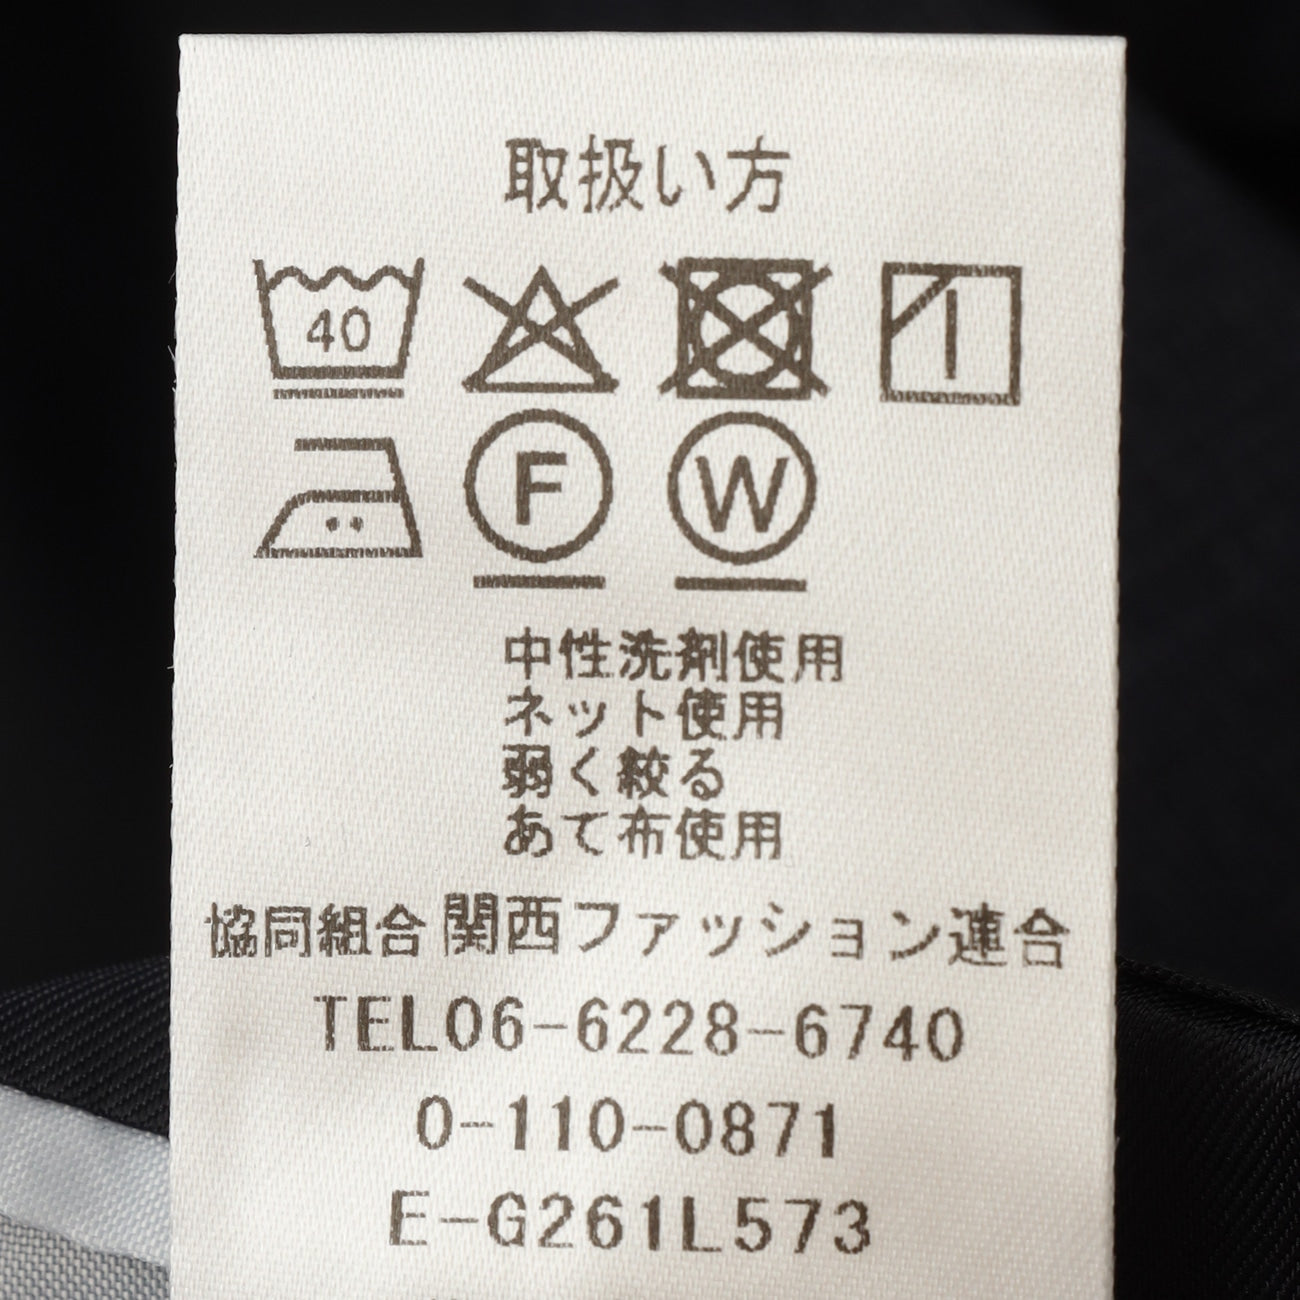 取扱い方
40
F W
中性洗剤使用
ネット使用
弱く絞る
あて布使用
協同組合 関西ファッション連合
TEL06-6228-6740
0-110-0871
E-G261L573